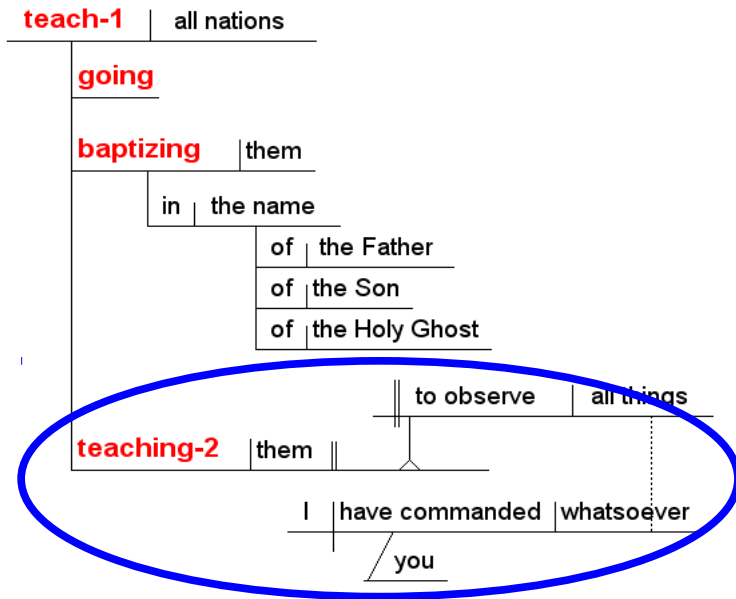 teach-1 all nations
going
baptizing them
in the name
of the Father
of the Son
of the Holy Ghost
to observe all things
teaching-2 them
I have commanded whatsoever
you